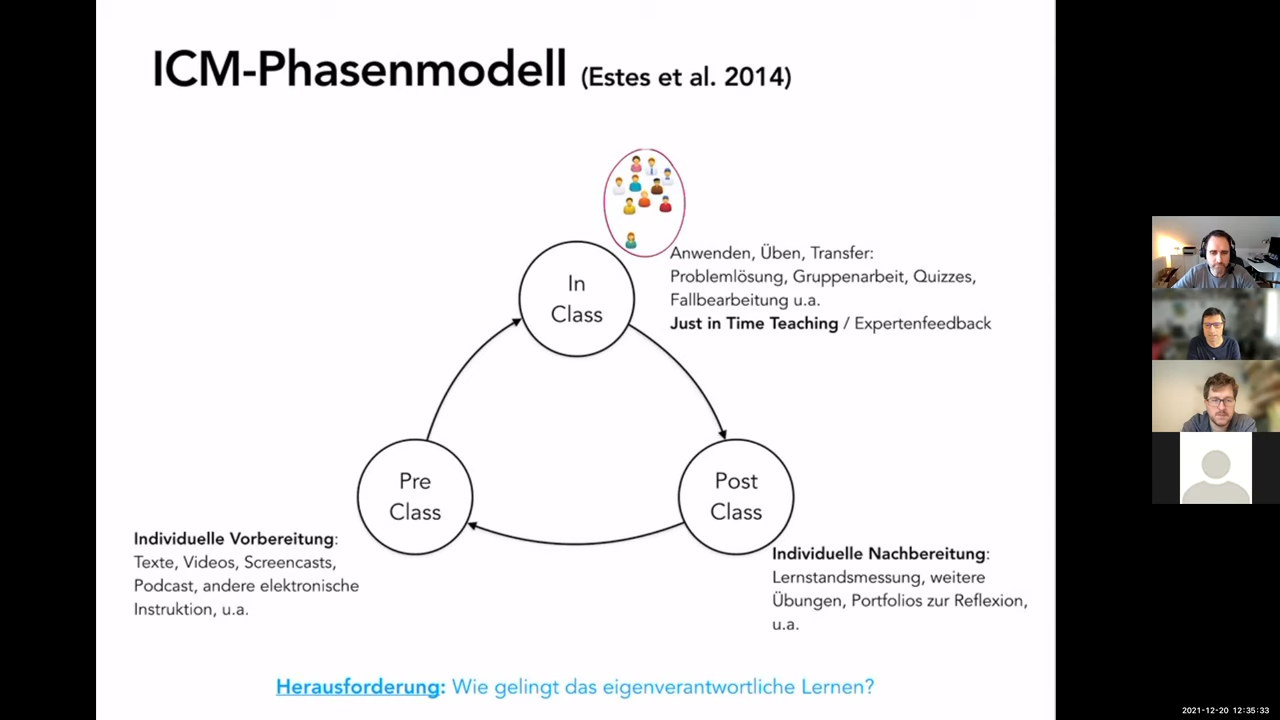 ICM-Phasenmodell (Estes et al. 2014)
In
Class
Anwenden, Üben, Transfer:
Problemlösung, Gruppenarbeit, Quizzes,
Fallbearbeitung u.a.
Just in Time Teaching / Expertenfeedback
Pre
Class
Post
Class
Individuelle Vorbereitung:
Texte, Videos, Screencasts,
Podcast, andere elektronische
Instruktion, u.a.
Individuelle Nachbereitung:
Lernstandsmessung, weitere
Übungen, Portfolios zur Reflexion,
u.a.
Herausforderung: Wie gelingt das eigenverantwortliche Lernen?
2021-12-20 12:35:33